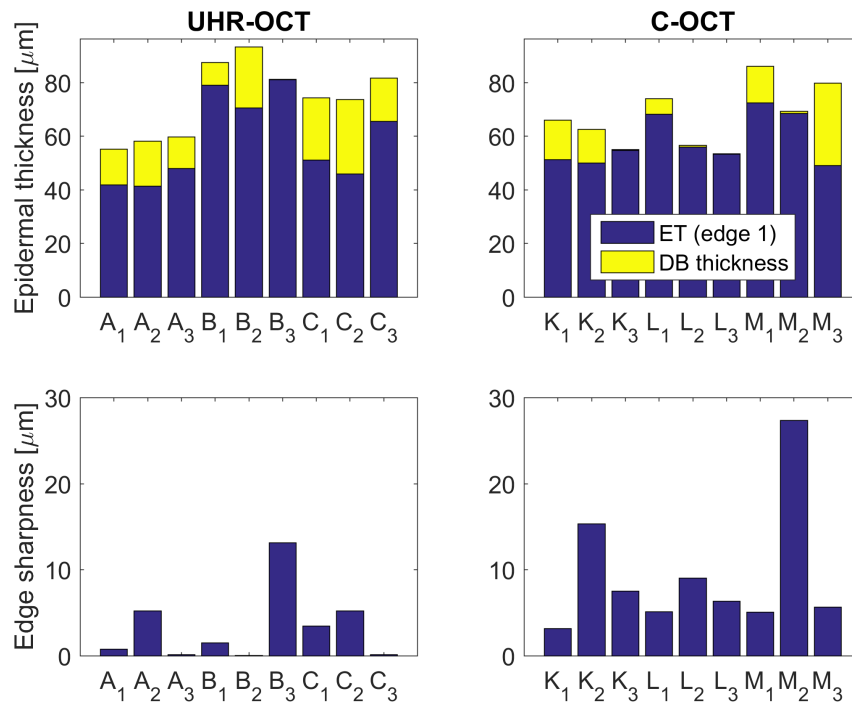 UHR-OCT
C-OCT
Epidermal thickness [μm]
80
60
40
20
0
A₁ A₂ A₃ B₁ B₂ B₃ C₁ C₂ C₃
80
60
40
20
0
ET (edge 1)
DB thickness
K₁ K₂ K₃ L₁ L₂ L₃ M₁ M₂ M₃
Edge sharpness [μm]
30
20
10
0
A₁ A₂ A₃ B₁ B₂ B₃ C₁ C₂ C₃
30
20
10
0
K₁ K₂ K₃ L₁ L₂ L₃ M₁ M₂ M₃